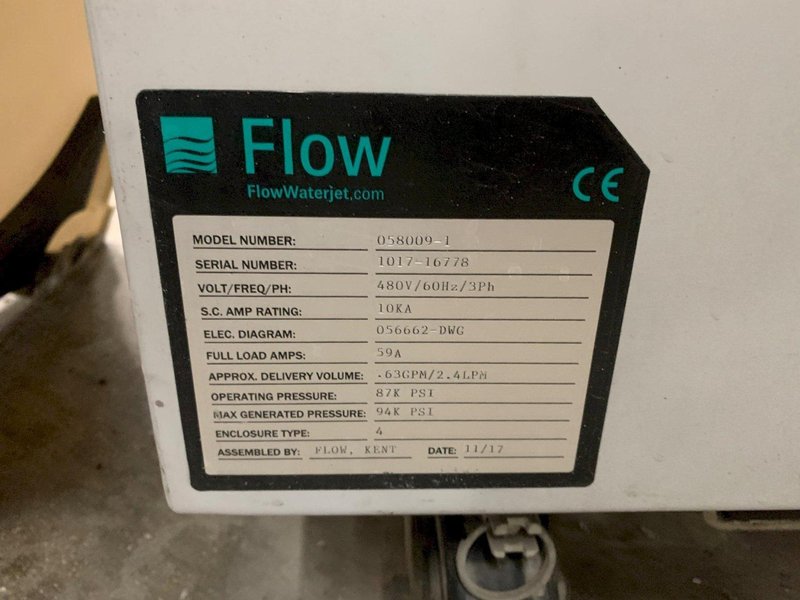 Flow
FlowWaterjet.com
CE
MODEL NUMBER: 058009-1
SERIAL NUMBER: 1017-16778
VOLT/FREQ/PH: 480V/60Hz/3Ph
S.C. AMP RATING: 10KA
ELEC. DIAGRAM: 056662-DWG
FULL LOAD AMPS: 59A
APPROX. DELIVERY VOLUME: .63GPM/2.4LPM
OPERATING PRESSURE: 87K PSI
MAX GENERATED PRESSURE: 94K PSI
ENCLOSURE TYPE: 4
ASSEMBLED BY: FLOW, KENT DATE: 11/17